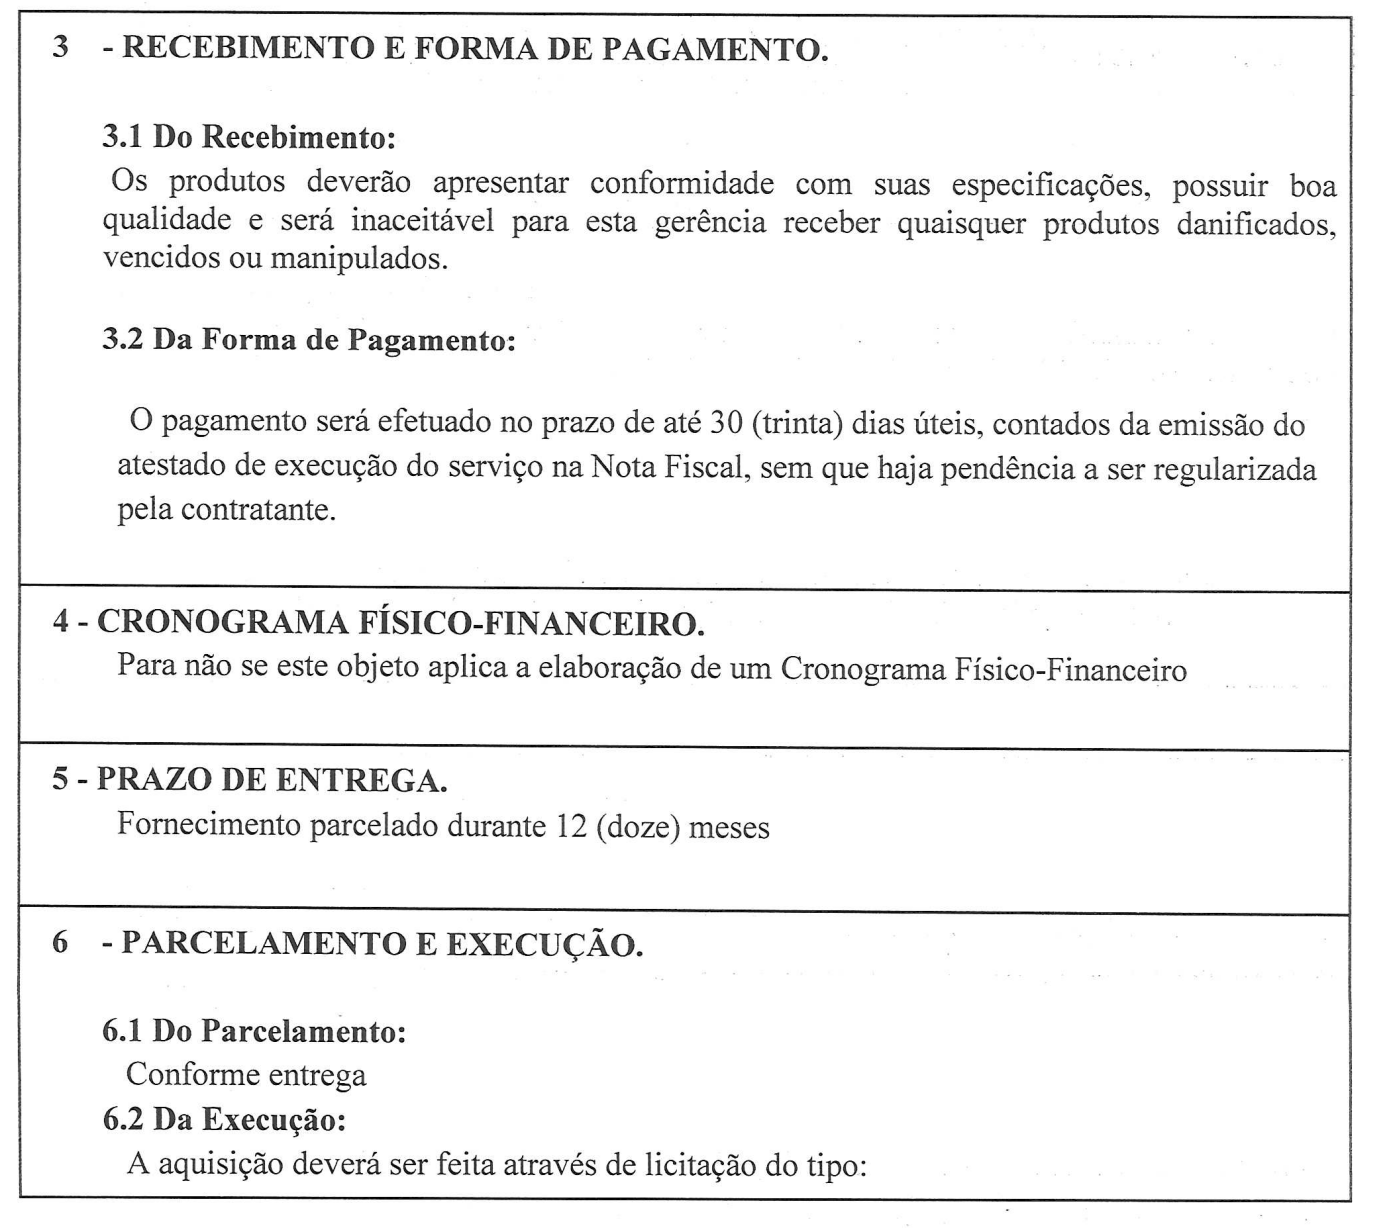 3 - RECEBIMENTO E FORMA DE PAGAMENTO.
3.1 Do Recebimento:
Os produtos deverão apresentar conformidade com suas especificações, possuir boa
qualidade e será inaceitável para esta gerência receber quaisquer produtos danificados,
vencidos ou manipulados.
3.2 Da Forma de Pagamento:
O pagamento será efetuado no prazo de até 30 (trinta) dias úteis, contados da emissão do
atestado de execução do serviço na Nota Fiscal, sem que haja pendência a ser regularizada
pela contratante.
4 - CRONOGRAMA FÍSICO-FINANCEIRO.
Para não se este objeto aplica a elaboração de um Cronograma Físico-Financeiro
5 - PRAZO DE ENTREGA.
Fornecimento parcelado durante 12 (doze) meses
6 - PARCELAMENTO E EXECUÇÃO.
6.1 Do Parcelamento:
Conforme entrega
6.2 Da Execução:
A aquisição deverá ser feita através de licitação do tipo: